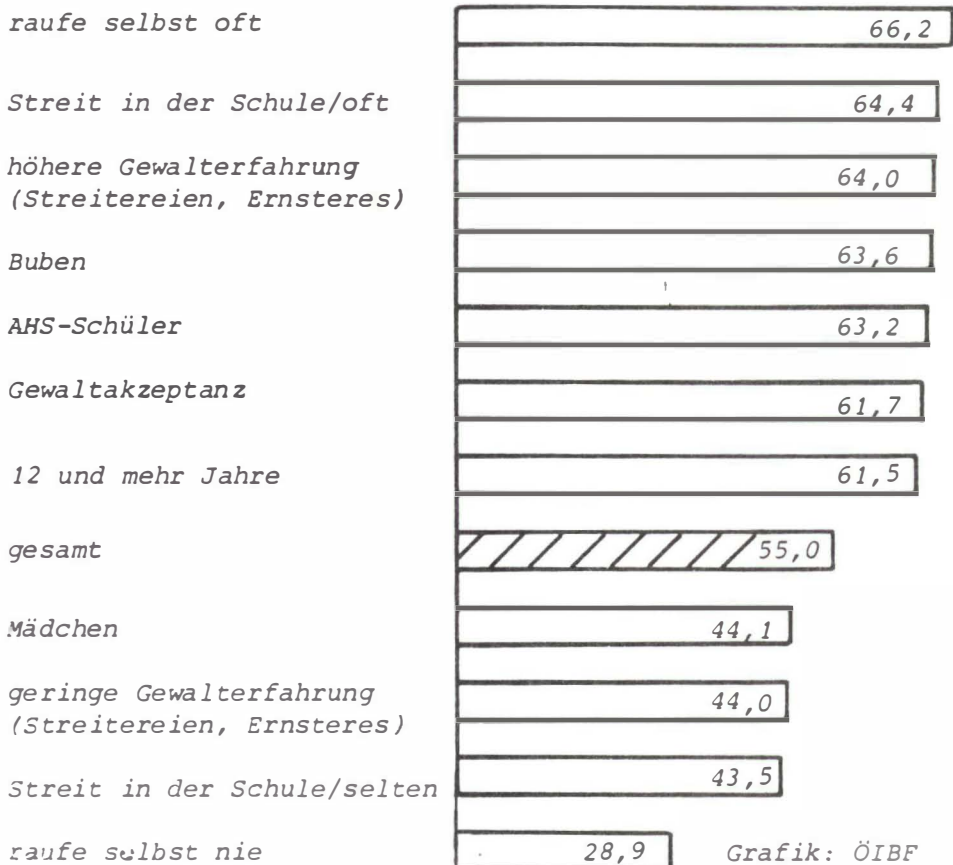 raufe selbst oft 66,2
Streit in der Schule/oft 64,4
höhere Gewalterfahrung
(Streitereien, Ernsteres) 64,0
Buben 63,6
AHS-Schüler 63,2
Gewaltakzeptanz 61,7
12 und mehr Jahre 61,5
gesamt 55,0
Mädchen 44,1
geringe Gewalterfahrung
(Streitereien, Ernsteres) 44,0
Streit in der Schule/selten 43,5
raufe selbst nie 28,9 Grafik: ÖIBF